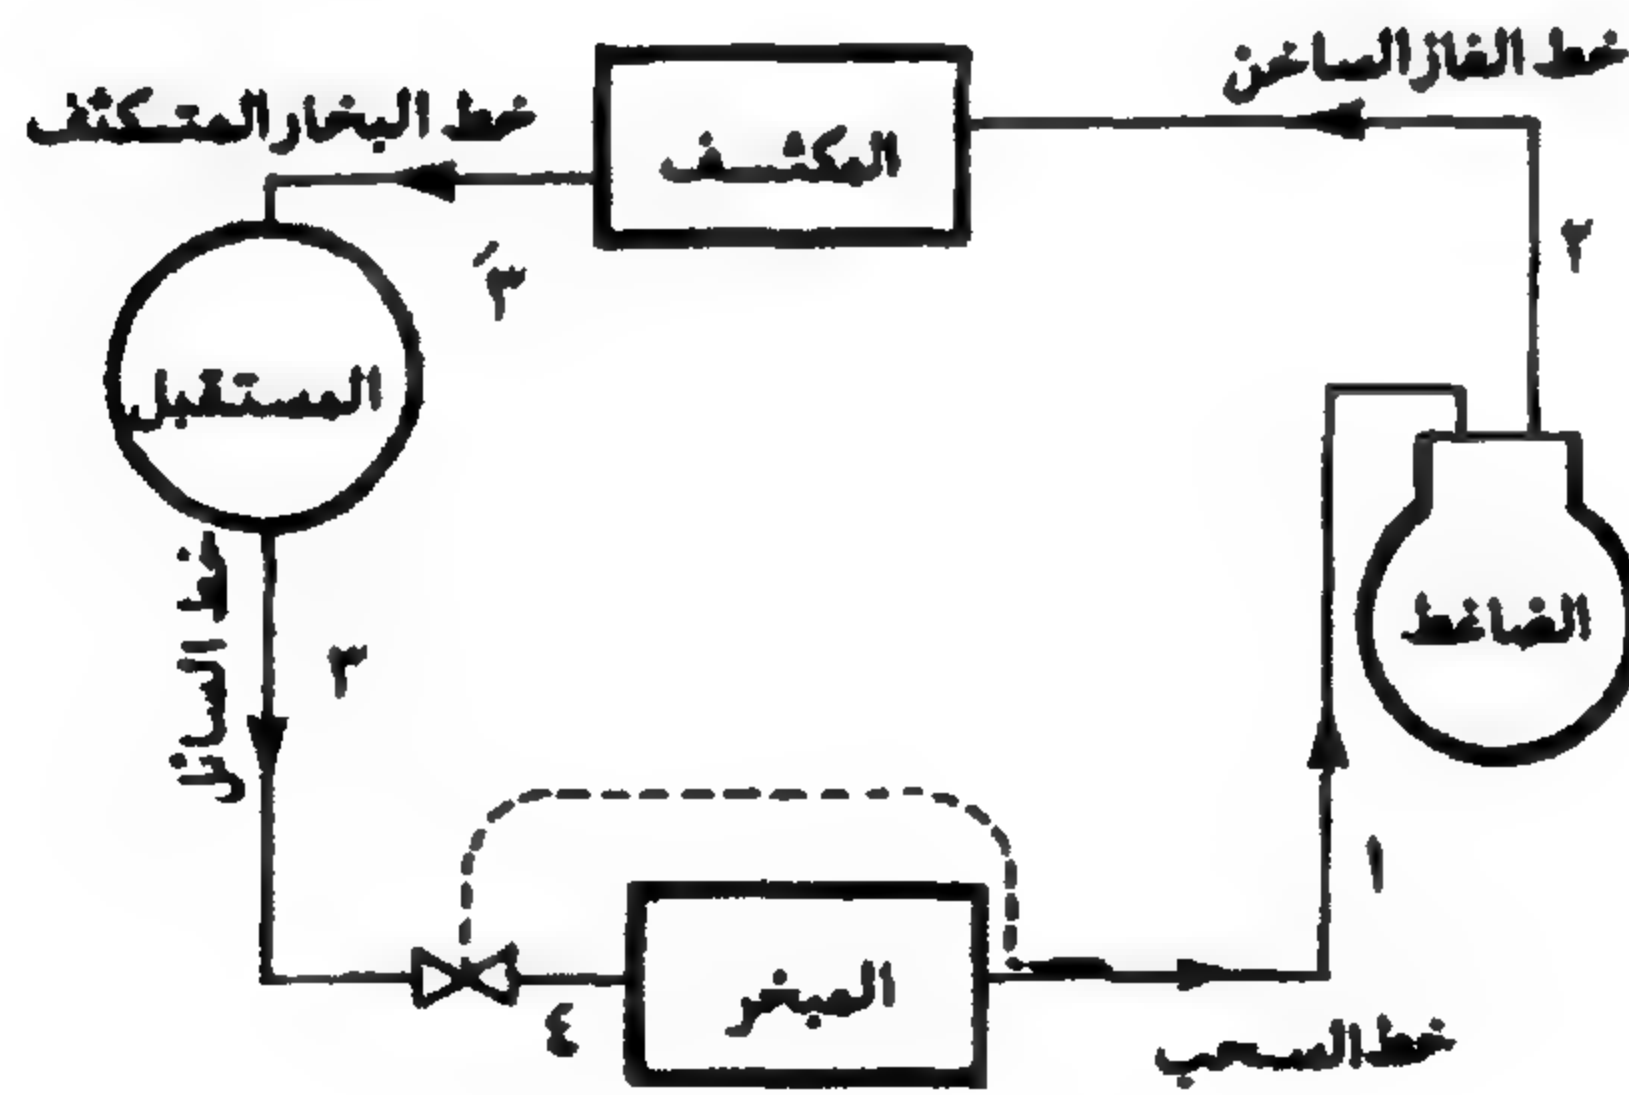 خط الغاز الساخن
خط البخار المتكثف
المكثف
٢
٣َ
المستقبل
خط السائل
٣
الضاغط
١
المبخر
٤
خط السحب